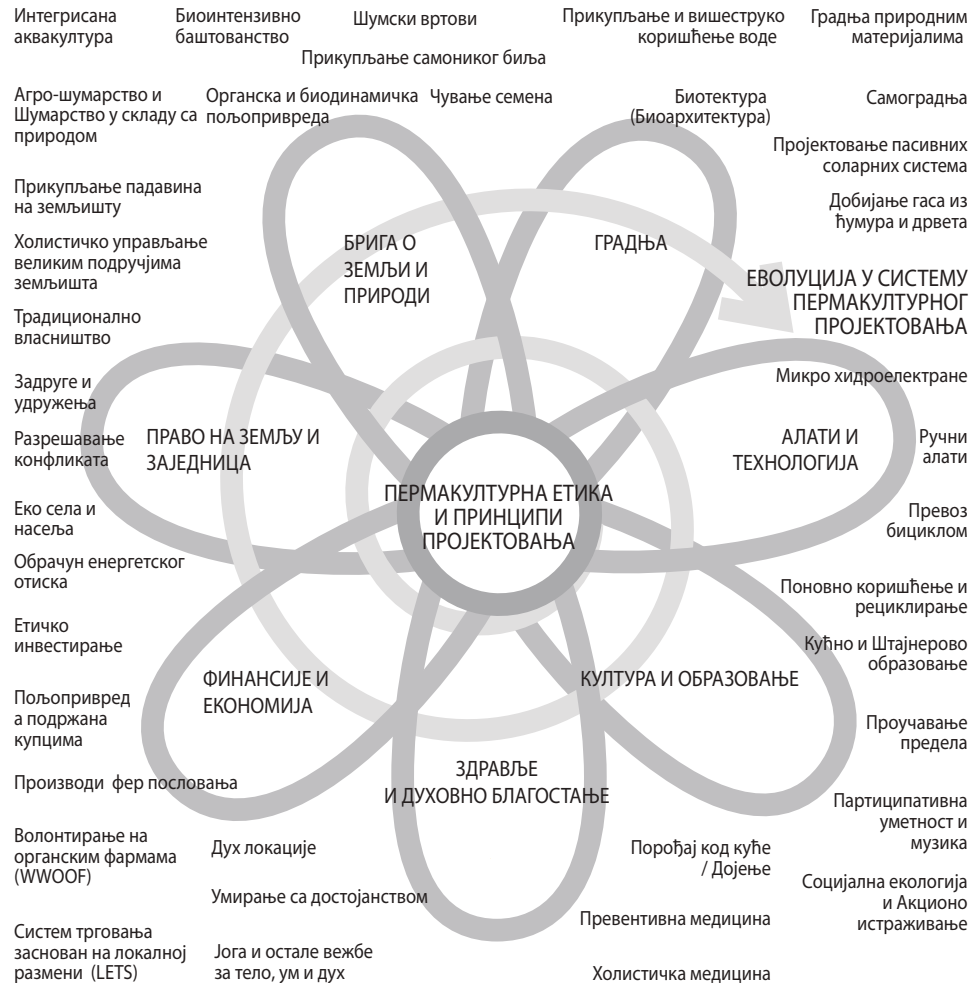 Интегрисана
аквакултура
Биоинтензивно
баштованство
Шумски вртови
Прикупљање и вишеструко
коришћење воде
Градња природним
материјалима
Прикупљање самониког биља
Агро-шумарство и
Шумарство у складу са
природом
Органска и биодинамичка
пољопривреда
Чување семена
Биотектура
(Биоархитектура)
Самоградња
Пројектовање пасивних
соларних система
Прикупљање падавина
на земљишту
Добијање гаса из
ћумура и дрвета
Холистичко управљање
великим подручјима
земљишта
БРИГА О
ЗЕМЉИ И
ПРИРОДИ
ГРАДЊА
ЕВОЛУЦИЈА У СИСТЕМУ
ПЕРМАКУЛТУРНОГ
ПРОЈЕКТОВАЊА
Традиционално
власништво
Задруге и
удружења
Микро хидроелектране
Разрешавање
конфликата
ПРАВО НА ЗЕМЉУ И
ЗАЈЕДНИЦА
АЛАТИ И
ТЕХНОЛОГИЈА
Ручни
алати
ПЕРМАКУЛТУРНА ЕТИКА
И ПРИНЦИПИ
ПРОЈЕКТОВАЊА
Еко села и
насеља
Превоз
бициклом
Обрачун енергетског
отиска
Поновно коришћење и
рециклирање
Етичко
инвестирање
Кућно и Штајнерово
образовање
ФИНАНСИЈЕ И
ЕКОНОМИЈА
КУЛТУРА И ОБРАЗОВАЊЕ
Пољопривред
а подржана
купцима
Проучавање
предела
ЗДРАВЉЕ
И ДУХОВНО БЛАГОСТАЊЕ
Производи фер пословања
Партиципативна
уметност и
музика
Волонтирање на
органским фармама
(WWOOF)
Дух локације
Порођај код куће
/ Дојење
Социјална екологија
и Акционо
истраживање
Умирање са достојанством
Превентивна медицина
Систем трговања
заснован на локалној
размени (LETS)
Јога и остале вежбе
за тело, ум и дух
Холистичка медицина